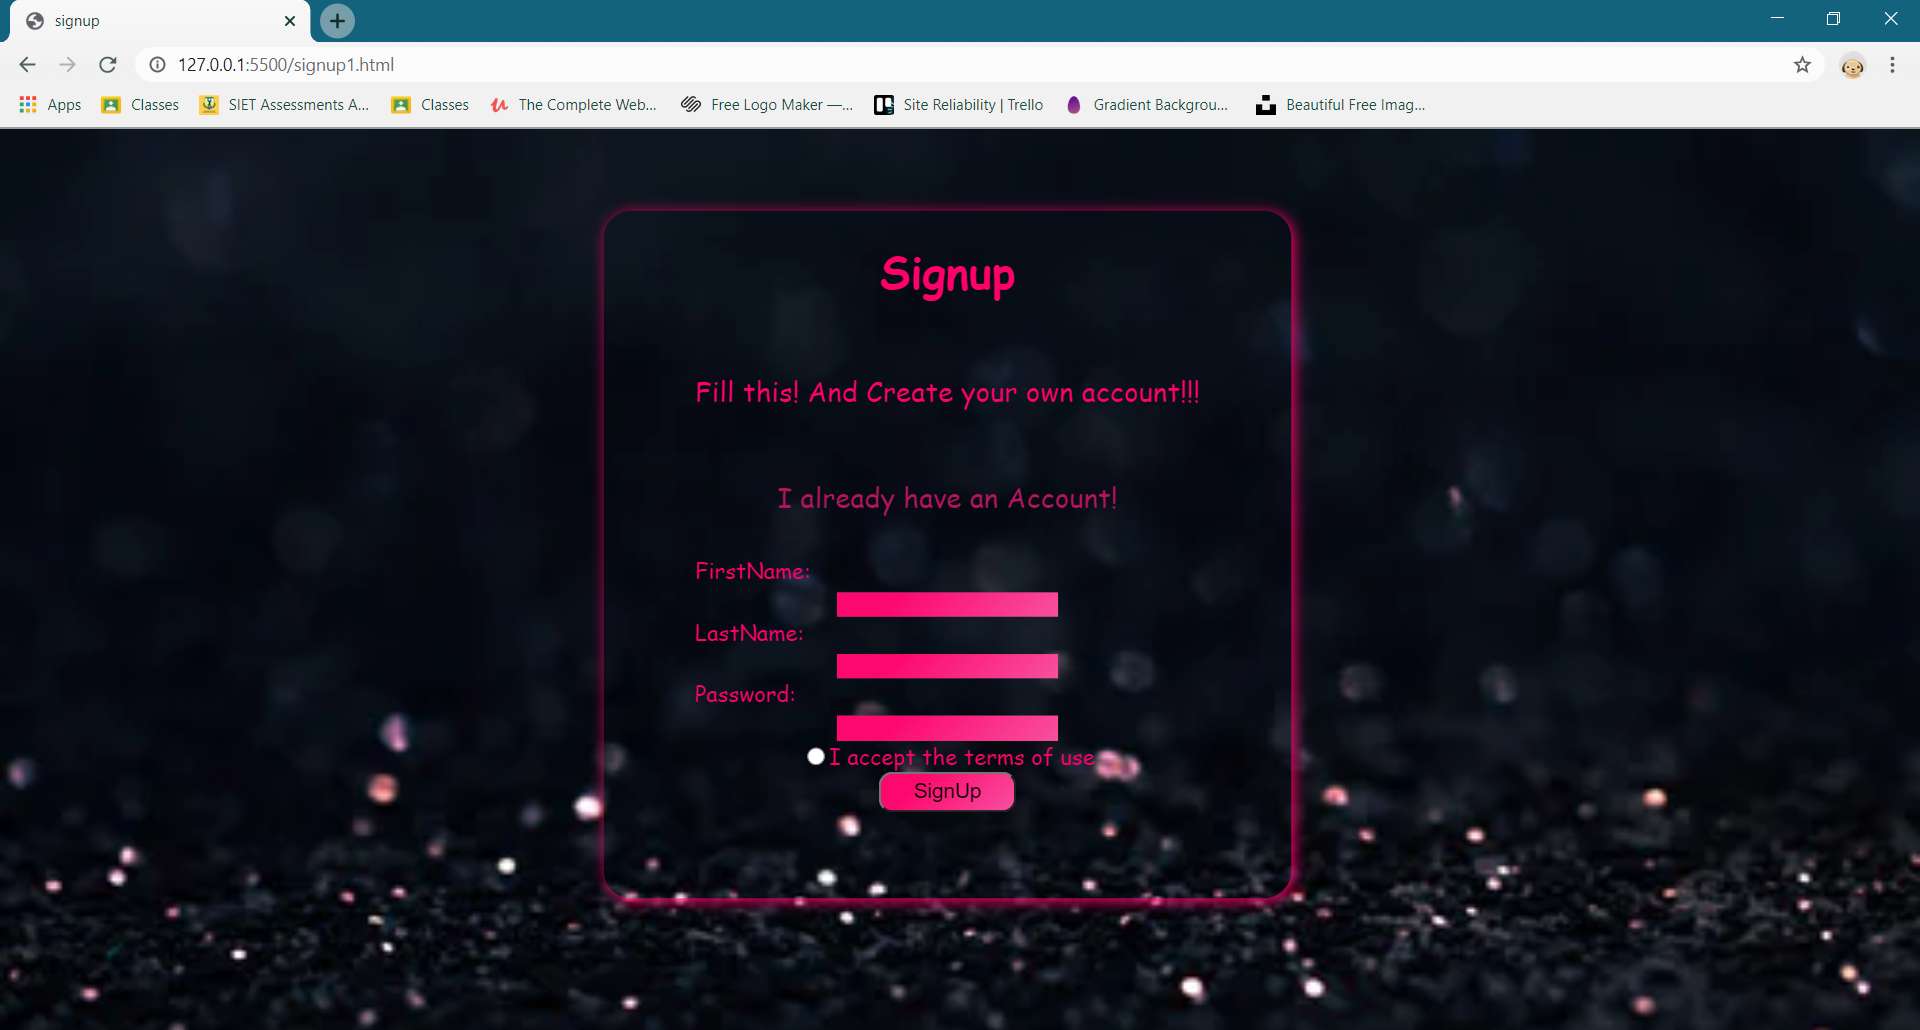 signup
127.0.0.1:5500/signup1.html
Apps Classes SIET Assessments A... Classes The Complete Web... Free Logo Maker —... Site Reliability | Trello Gradient Backgrou... Beautiful Free Imag...
Signup
Fill this! And Create your own account!!!
I already have an Account!
FirstName:
LastName:
Password:
I accept the terms of use
SignUp